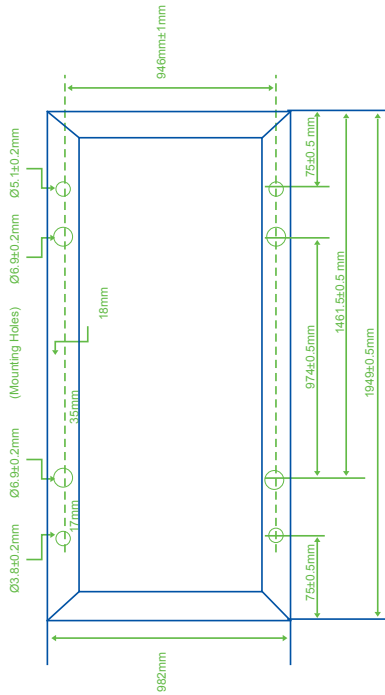 946mm±1mm
Ø5.1±0.2mm
Ø6.9±0.2mm
(Mounting Holes)
Ø6.9±0.2mm
Ø3.8±0.2mm
18mm
35mm
17mm
75±0.5 mm
1461.5±0.5 mm
974±0.5mm
1949±0.5mm
75±0.5mm
982mm